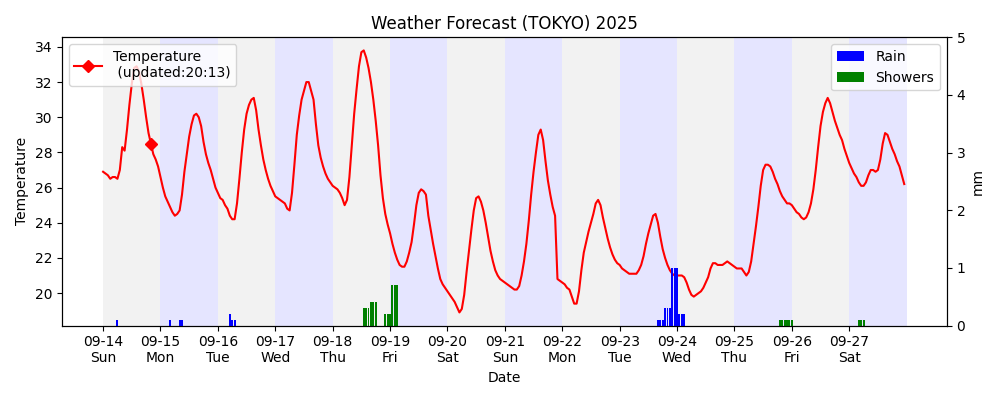 Weather Forecast (TOKYO) 2025
Temperature
(updated:20:13)
Rain
Showers
34
32
30
28
26
24
22
20
Temperature
5
4
3
2
1
0
mm
09-14 09-15 09-16 09-17 09-18 09-19 09-20 09-21 09-22 09-23 09-24 09-25 09-26 09-27
Sun Mon Tue Wed Thu Fri Sat Sun Mon Tue Wed Thu Fri Sat
Date